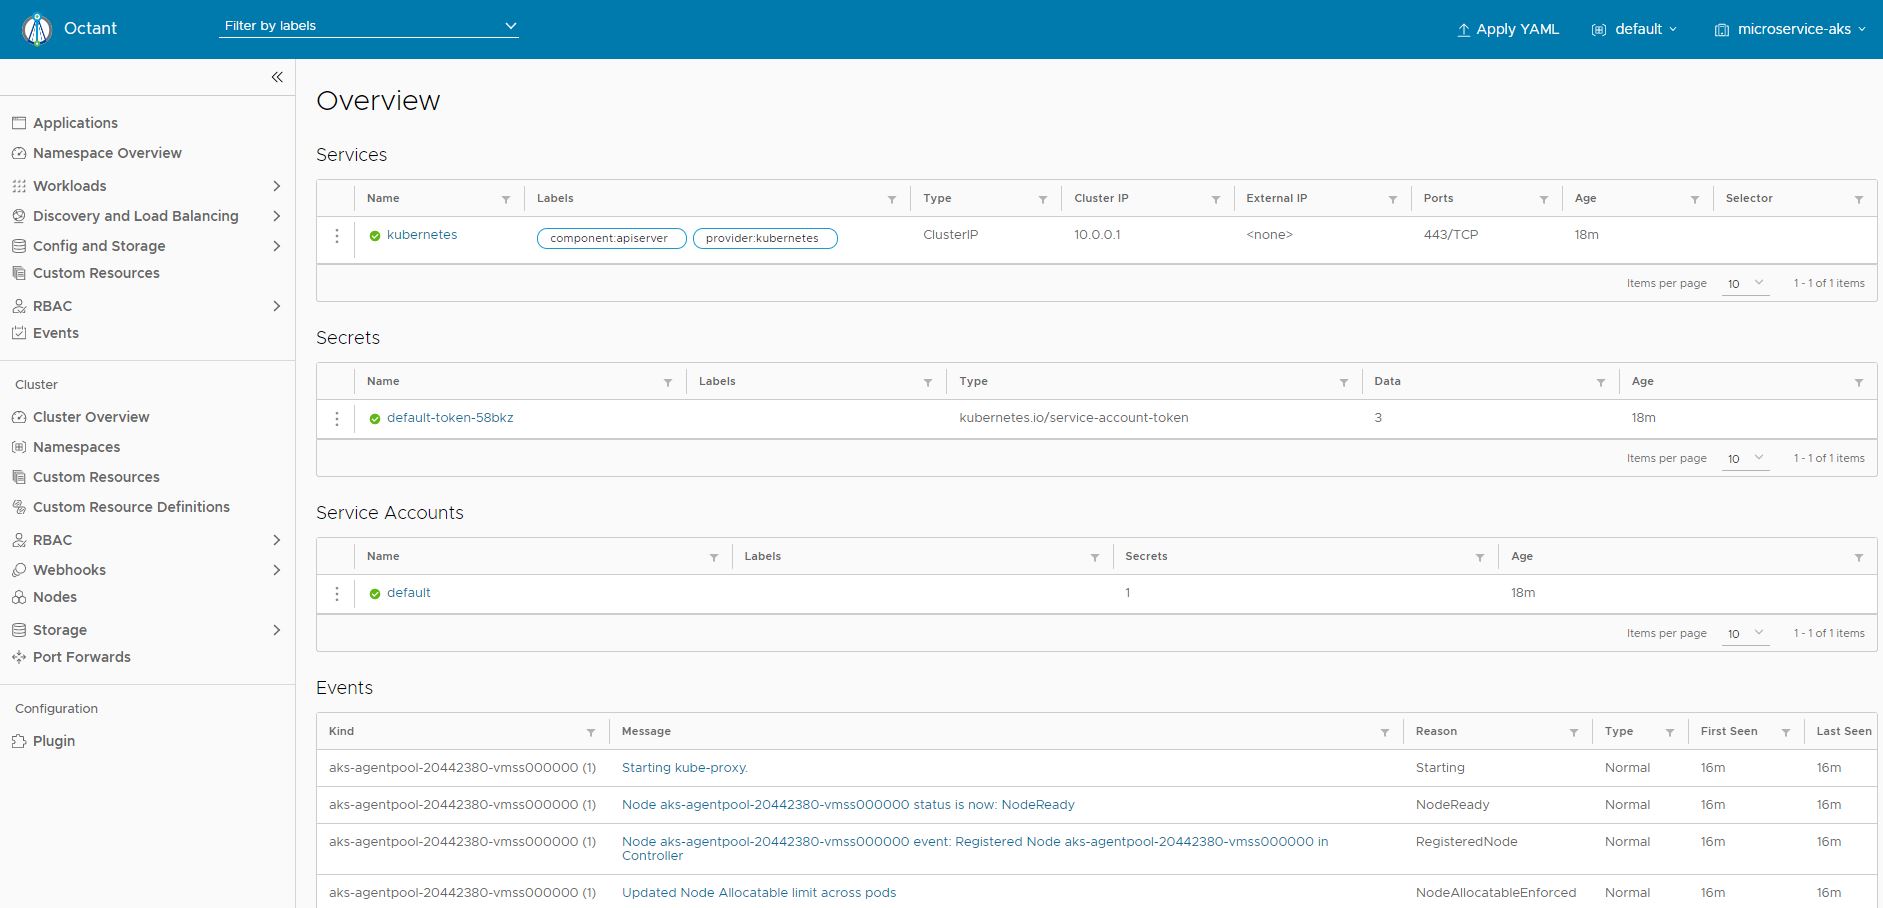 Octant
Filter by labels
Apply YAML
default
microservice-aks
Applications
Namespace Overview
Workloads
Discovery and Load Balancing
Config and Storage
Custom Resources
RBAC
Events
Cluster
Cluster Overview
Namespaces
Custom Resources
Custom Resource Definitions
RBAC
Webhooks
Nodes
Storage
Port Forwards
Configuration
Plugin
Overview
Services
Name Labels Type Cluster IP External IP Ports Age Selector
kubernetes component:apiserver provider:kubernetes ClusterIP 10.0.0.1 <none> 443/TCP 18m
Items per page 10 1 - 1 of 1 items
Secrets
Name Labels Type Data Age
default-token-58bkz kubernetes.io/service-account-token 3 18m
Items per page 10 1 - 1 of 1 items
Service Accounts
Name Labels Secrets Age
default 1 18m
Items per page 10 1 - 1 of 1 items
Events
Kind Message Reason Type First Seen Last Seen
aks-agentpool-20442380-vmss000000 (1) Starting kube-proxy. Starting Normal 16m 16m
aks-agentpool-20442380-vmss000000 (1) Node aks-agentpool-20442380-vmss000000 status is now: NodeReady NodeReady Normal 16m 16m
aks-agentpool-20442380-vmss000000 (1) Node aks-agentpool-20442380-vmss000000 event: Registered Node aks-agentpool-20442380-vmss000000 in RegisteredNode Normal 16m 16m
Controller
aks-agentpool-20442380-vmss000000 (1) Updated Node Allocatable limit across pods NodeAllocatableEnforced Normal 16m 16m